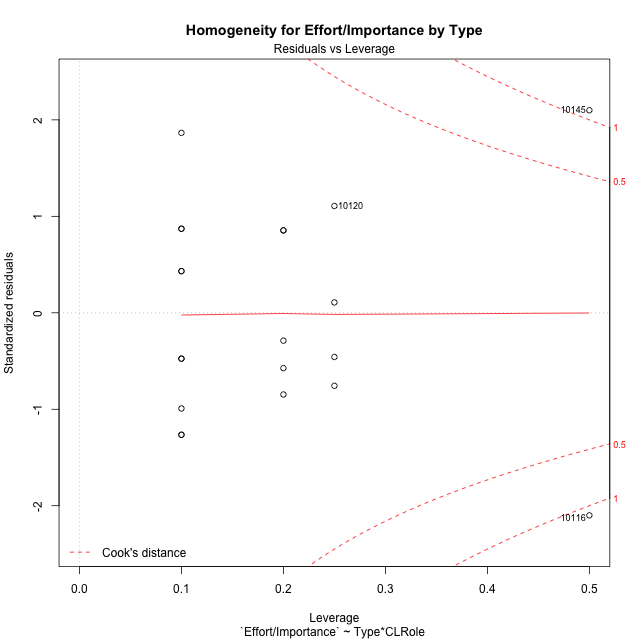 Homogeneity for Effort/Importance by Type
Residuals vs Leverage
Standardized residuals
2
1
0
-1
-2
10145
1
0.5
10120
0.5
1
10116
Cook's distance
0.0 0.1 0.2 0.3 0.4 0.5
Leverage
`Effort/Importance` ~ Type*CLRole